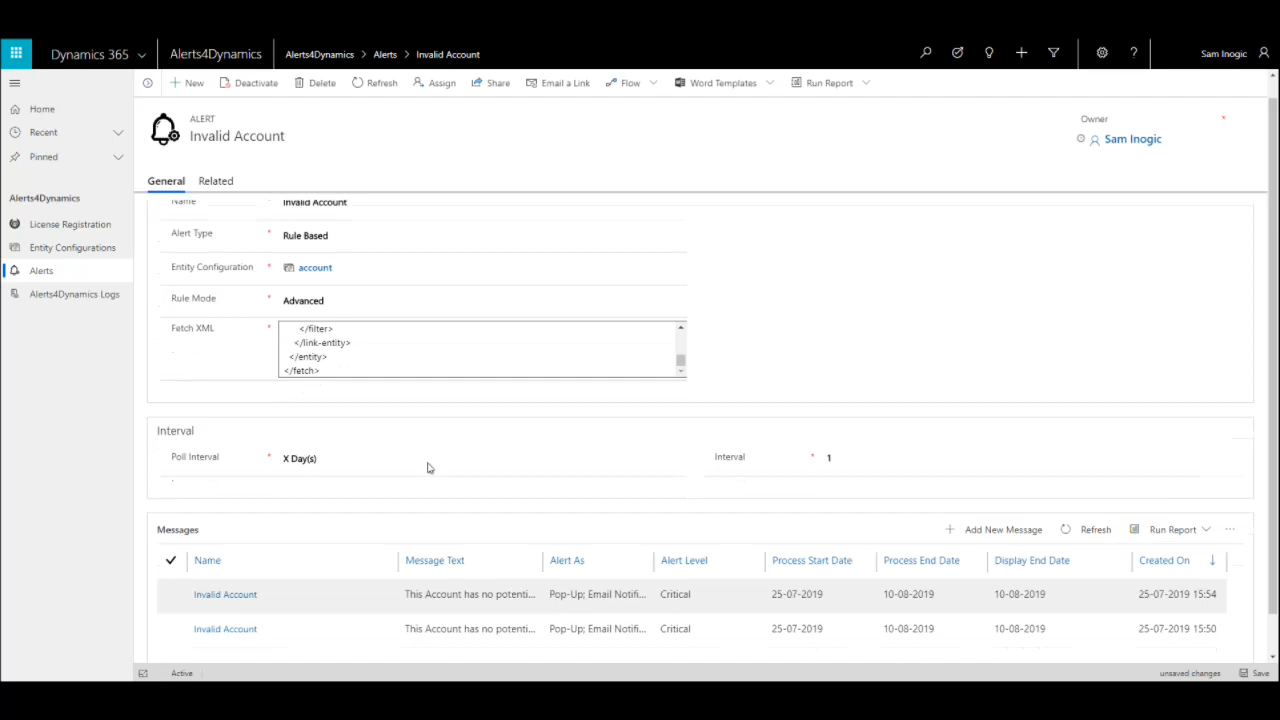 Dynamics 365 Alerts4Dynamics Alerts4Dynamics > Alerts > Invalid Account Sam Inogic
New Deactivate Delete Refresh Assign Share Email a Link Flow Word Templates Run Report
Home
Recent
Pinned
Alerts4Dynamics
License Registration
Entity Configurations
Alerts
Alerts4Dynamics Logs
ALERT
Invalid Account
Owner *
Sam Inogic
General Related
Name * Invalid Account
Alert Type * Rule Based
Entity Configuration * account
Rule Mode * Advanced
Fetch XML * </filter>
</link-entity>
</entity>
</fetch>
Interval
Poll Interval * X Day(s) Interval * 1
Messages Add New Message Refresh Run Report ...
Name Message Text Alert As Alert Level Process Start Date Process End Date Display End Date Created On ↓
Invalid Account This Account has no potenti... Pop-Up; Email Notifi... Critical 25-07-2019 10-08-2019 10-08-2019 25-07-2019 15:54
Invalid Account This Account has no potenti... Pop-Up; Email Notifi... Critical 25-07-2019 10-08-2019 10-08-2019 25-07-2019 15:50
Active unsaved changes Save